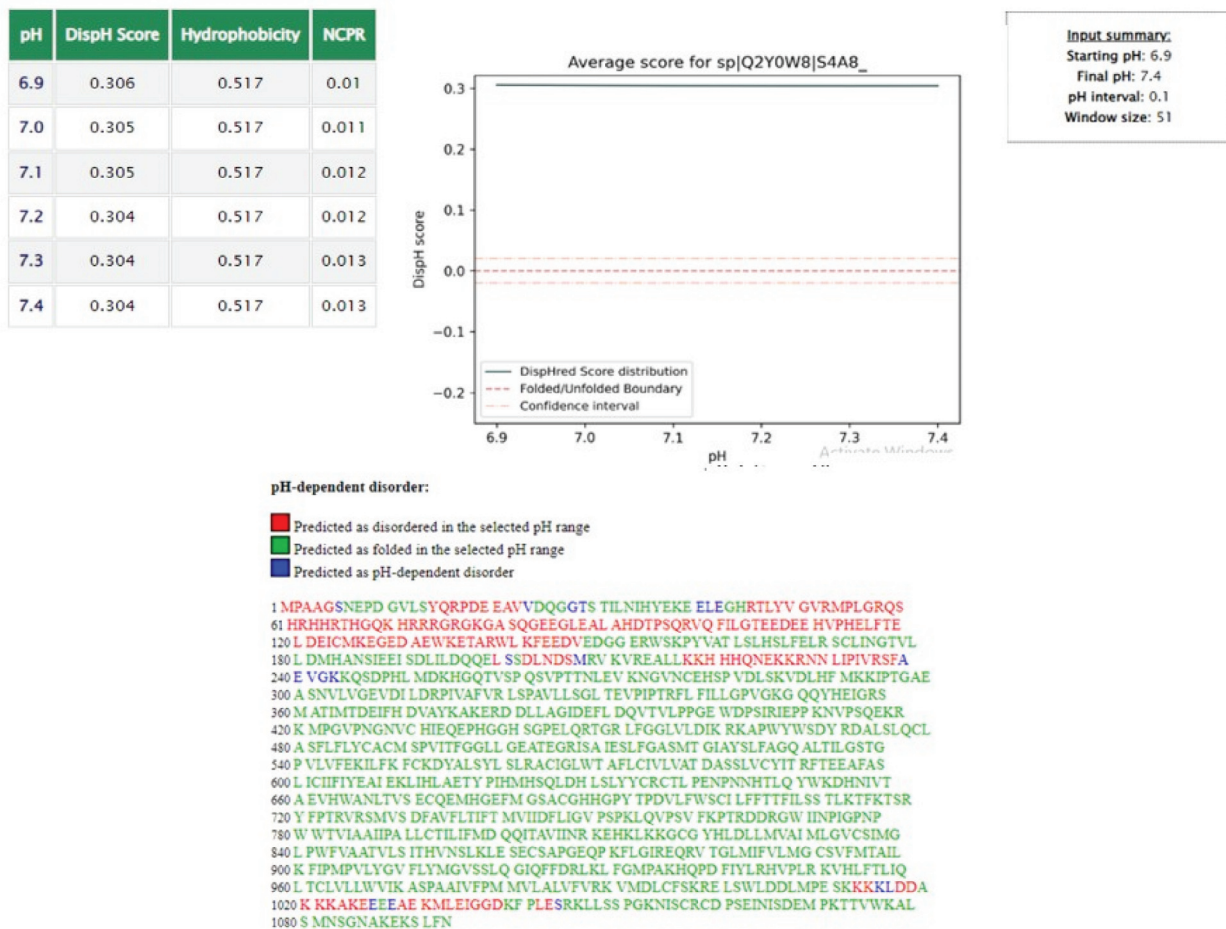 pH DispH Score Hydrophobicity NCPR
6.9 0.306 0.517 0.01
7.0 0.305 0.517 0.011
7.1 0.305 0.517 0.012
7.2 0.304 0.517 0.012
7.3 0.304 0.517 0.013
7.4 0.304 0.517 0.013
Average score for sp|Q2Y0W8|S4A8_
DispH score
0.3
0.2
0.1
0.0
−0.1
−0.2
DispHred Score distribution
Folded/Unfolded Boundary
Confidence interval
6.9 7.0 7.1 7.2 7.3 7.4
pH
Activate Windows
Input summary:
Starting pH: 6.9
Final pH: 7.4
pH interval: 0.1
Window size: 51
pH-dependent disorder:
Predicted as disordered in the selected pH range
Predicted as folded in the selected pH range
Predicted as pH-dependent disorder
1 MPAAGSNEPD GVLSYQRPDE EAVVDQGGTS TILNIHYEKE ELEGHRTLYV GVRMPLGRQS
61 HRHHRTHGQK HRRRGRGKGA SQGEEGLEAL AHDTPSQRVQ FILGTEEDEE HVPHELFTE
120 L DEICMKEGED AEWKETARWL KFEEDVEDGG ERWSKPYVAT LSLHSLFELR SCLINGTVL
180 L DMHANSIEEI SDLILDQQEL SSDLNDSMRV KVREALLKKH HHQNEKKRNN LIPIVRSFA
240 E VGKKQSDPHL MDKHGQTVSP QSVPTTNLEV KNGVNCEHSP VDLSKVDLHF MKKIPTGAE
300 A SNVLVGEVDI LDRPIVAFVR LSPAVLLSGL TEVPIPTRFL FILLGPVGKG QQYHEIGRS
360 M ATIMTDEIFH DVAYKAKERD DLLAGIDEFL DQVTVLPPGE WDPSIRIEPP KNVPSQEKR
420 K MPGVPNGNVC HIEQEPHGGH SGPELQRTGR LFGGLVLDIK RKAPWYWSDY RDALSLQCL
480 A SFLFLYCACM SPVITFGGLL GEATEGRISA IESLFGASMT GIAYSLFAGQ ALTILGSTG
540 P VLVFEKILFK FCKDYALSYL SLRACIGLWT AFLCIVLVAT DASSLVCYIT RFTEEAFAS
600 L ICIIFIYEAI EKLIHLAETY PIHMHSQLDH LSLYYCRCTL PENPNNHTLQ YWKDHNIVT
660 A EVHWANLTVS ECQEMHGEFM GSACGHHGPY TPDVLFWSCI LFFTTFILSS TLKTFKTSR
720 Y FPTRVRSMVS DFAVFLTIFT MVIIDFLIGV PSPKLQVPSV FKPTRDDRGW IINPIGPNP
780 W WTVIAAIIPA LLCTILIFMD QQITAVIINR KEHKLKKGCG YHLDLLMVAI MLGVCSIMG
840 L PWFVAATVLS ITHVNSLKLE SECSAPGEQP KFLGIREQRV TGLMIFVLMG CSVFMTAIL
900 K FIPMPVLYGV FLYMGVSSLQ GIQFFDRLKL FGMPAKHQPD FIYLRHVPLR KVHLFTLIQ
960 L TCLVLLWVIK ASPAAIVFPM MVLALVFVRK VMDLCFSKRE LSWLDDLMPE SKKKKLDDA
1020 K KKAKEEEEAE KMLEIGGDKF PLESRKLLSS PGKNISCRCD PSEINISDEM PKTTVWKAL
1080 S MNSGNAKEKS LFN